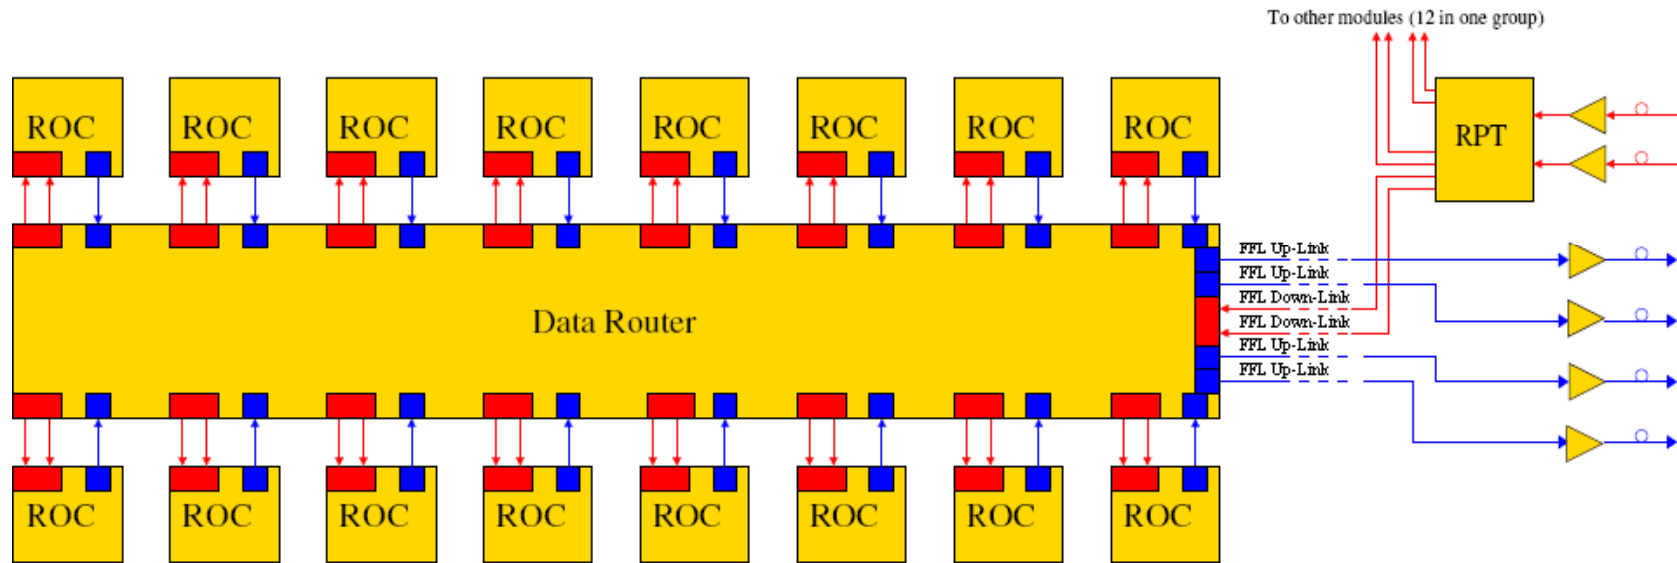 To other modules (12 in one group)
ROC ROC ROC ROC ROC ROC ROC ROC
RPT
FFL Up-Link
FFL Up-Link
FFL Down-Link
Data Router
FFL Down-Link
FFL Up-Link
FFL Up-Link
ROC ROC ROC ROC ROC ROC ROC ROC